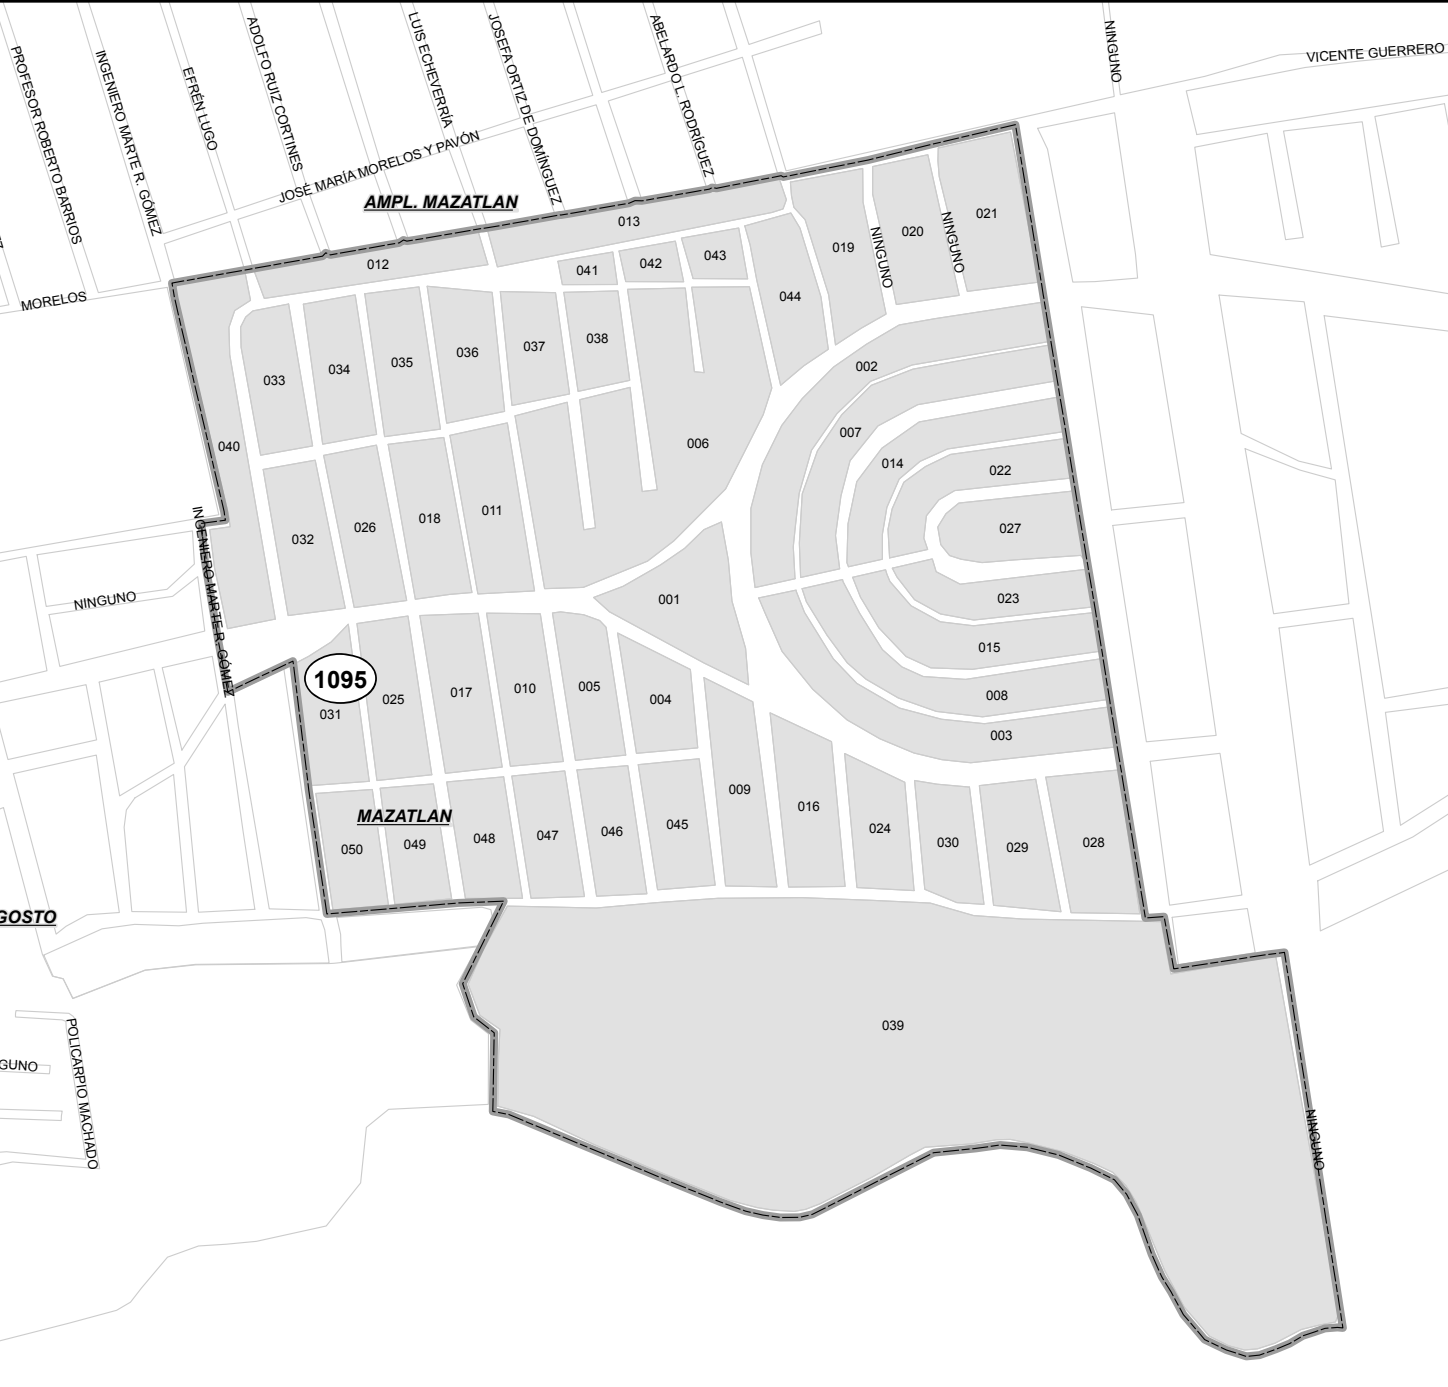 PROFESOR ROBERTO BARRIOS
INGENIERO MARTE R. GÓMEZ
EFRÉN LUGO
ADOLFO RUIZ CORTINES
LUIS ECHEVERRÍA
JOSEFA ORTIZ DE DOMÍNGUEZ
ABELARDO L. RODRÍGUEZ
NINGUNO
VICENTE GUERRERO
JOSÉ MARÍA MORELOS Y PAVÓN
AMPL. MAZATLAN
MORELOS
013
012
021
020
019
NINGUNO
NINGUNO
043
042
041
044
038
037
036
035
034
033
002
007
006
040
014
022
027
011
018
026
032
INGENIERO MARTE R. GÓMEZ
NINGUNO
001
023
015
008
003
1095
031
025
017
010
005
004
009
016
024
030
029
028
MAZATLAN
050
049
048
047
046
045
GOSTO
039
POLICARPIO MACHADO
GUNO
NINGUNO